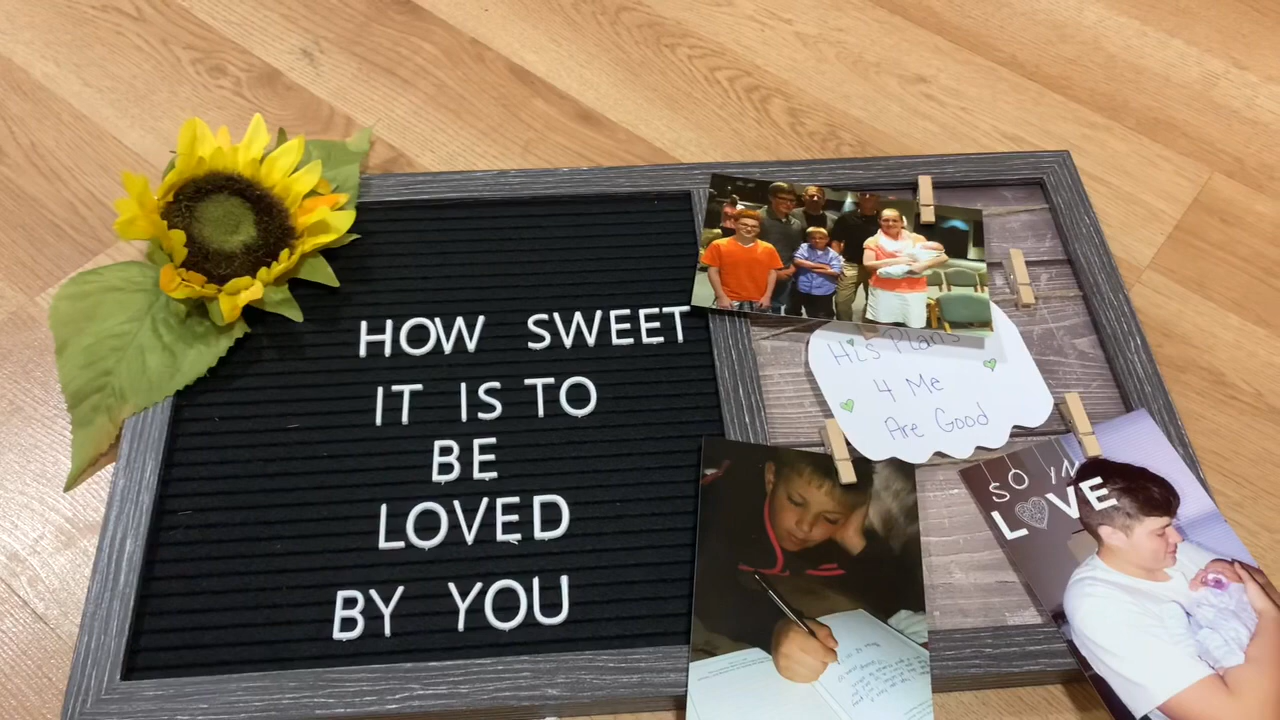 HOW SWEET
IT IS TO
BE
LOVED
BY YOU
His Plans
4 Me
Are Good
SO IN
LOVE